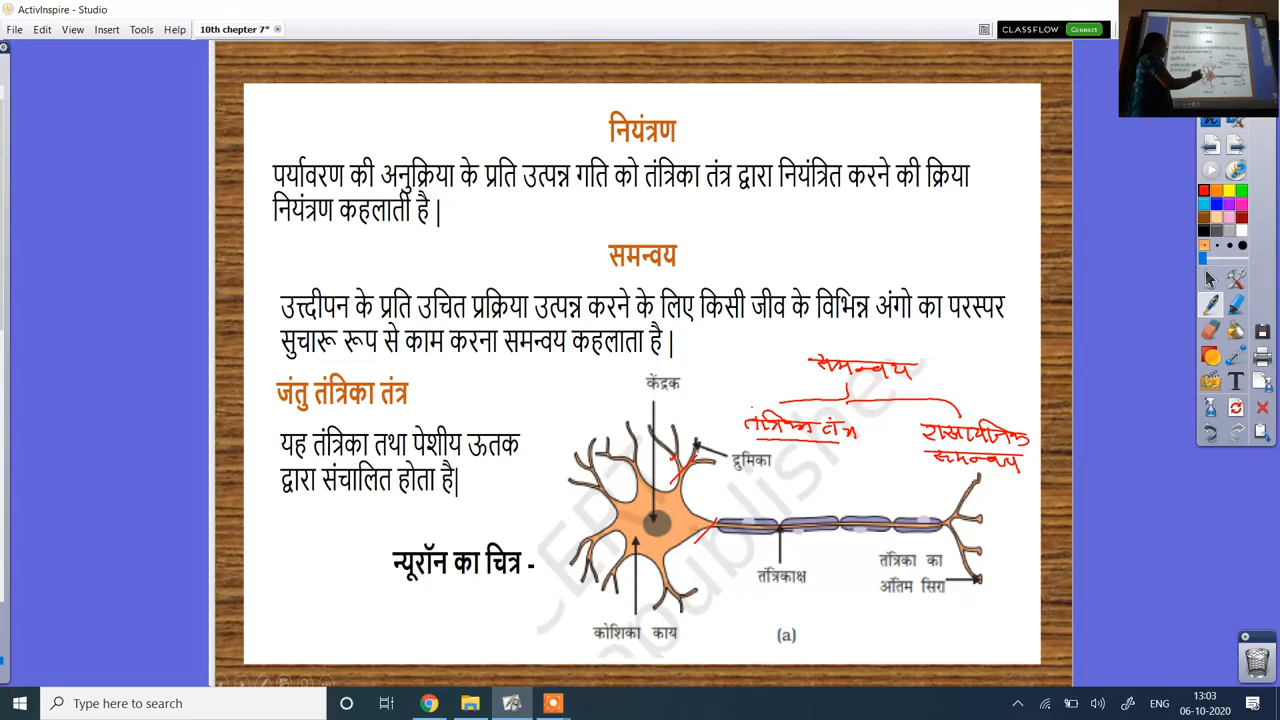 ActivInspire - Studio
File Edit View Insert Tools Help
10th chepter 7*
CLASSFLOW Connect
नियंत्रण
पर्यावरण की अनुक्रिया के प्रति उत्पन्न गति को तंत्रिका तंत्र द्वारा नियंत्रित करने की क्रिया
नियंत्रण कहलाती है |
समन्वय
उत्त्दीपन के प्रति उचित प्रक्रिया उत्पन्न करने के लिए किसी जीव के विभिन्न अंगो का परस्पर
सुचारू रूप से काम करना समन्वय कहलाता है |
समन्वय
तंत्रिका तंत्र
रासायनिक
समन्वय
जंतु तंत्रिका तंत्र
यह तंत्रिका तथा पेशीय ऊतक
द्वारा संचालित होता है|
न्यूरॉन का चित्र -
केंद्रक
द्रुमिका
तंत्रिकाक्ष
तंत्रिका का
अंतिम सिरा
कोशिका काय
(a)
Type here to search
ENG
13:03
06-10-2020